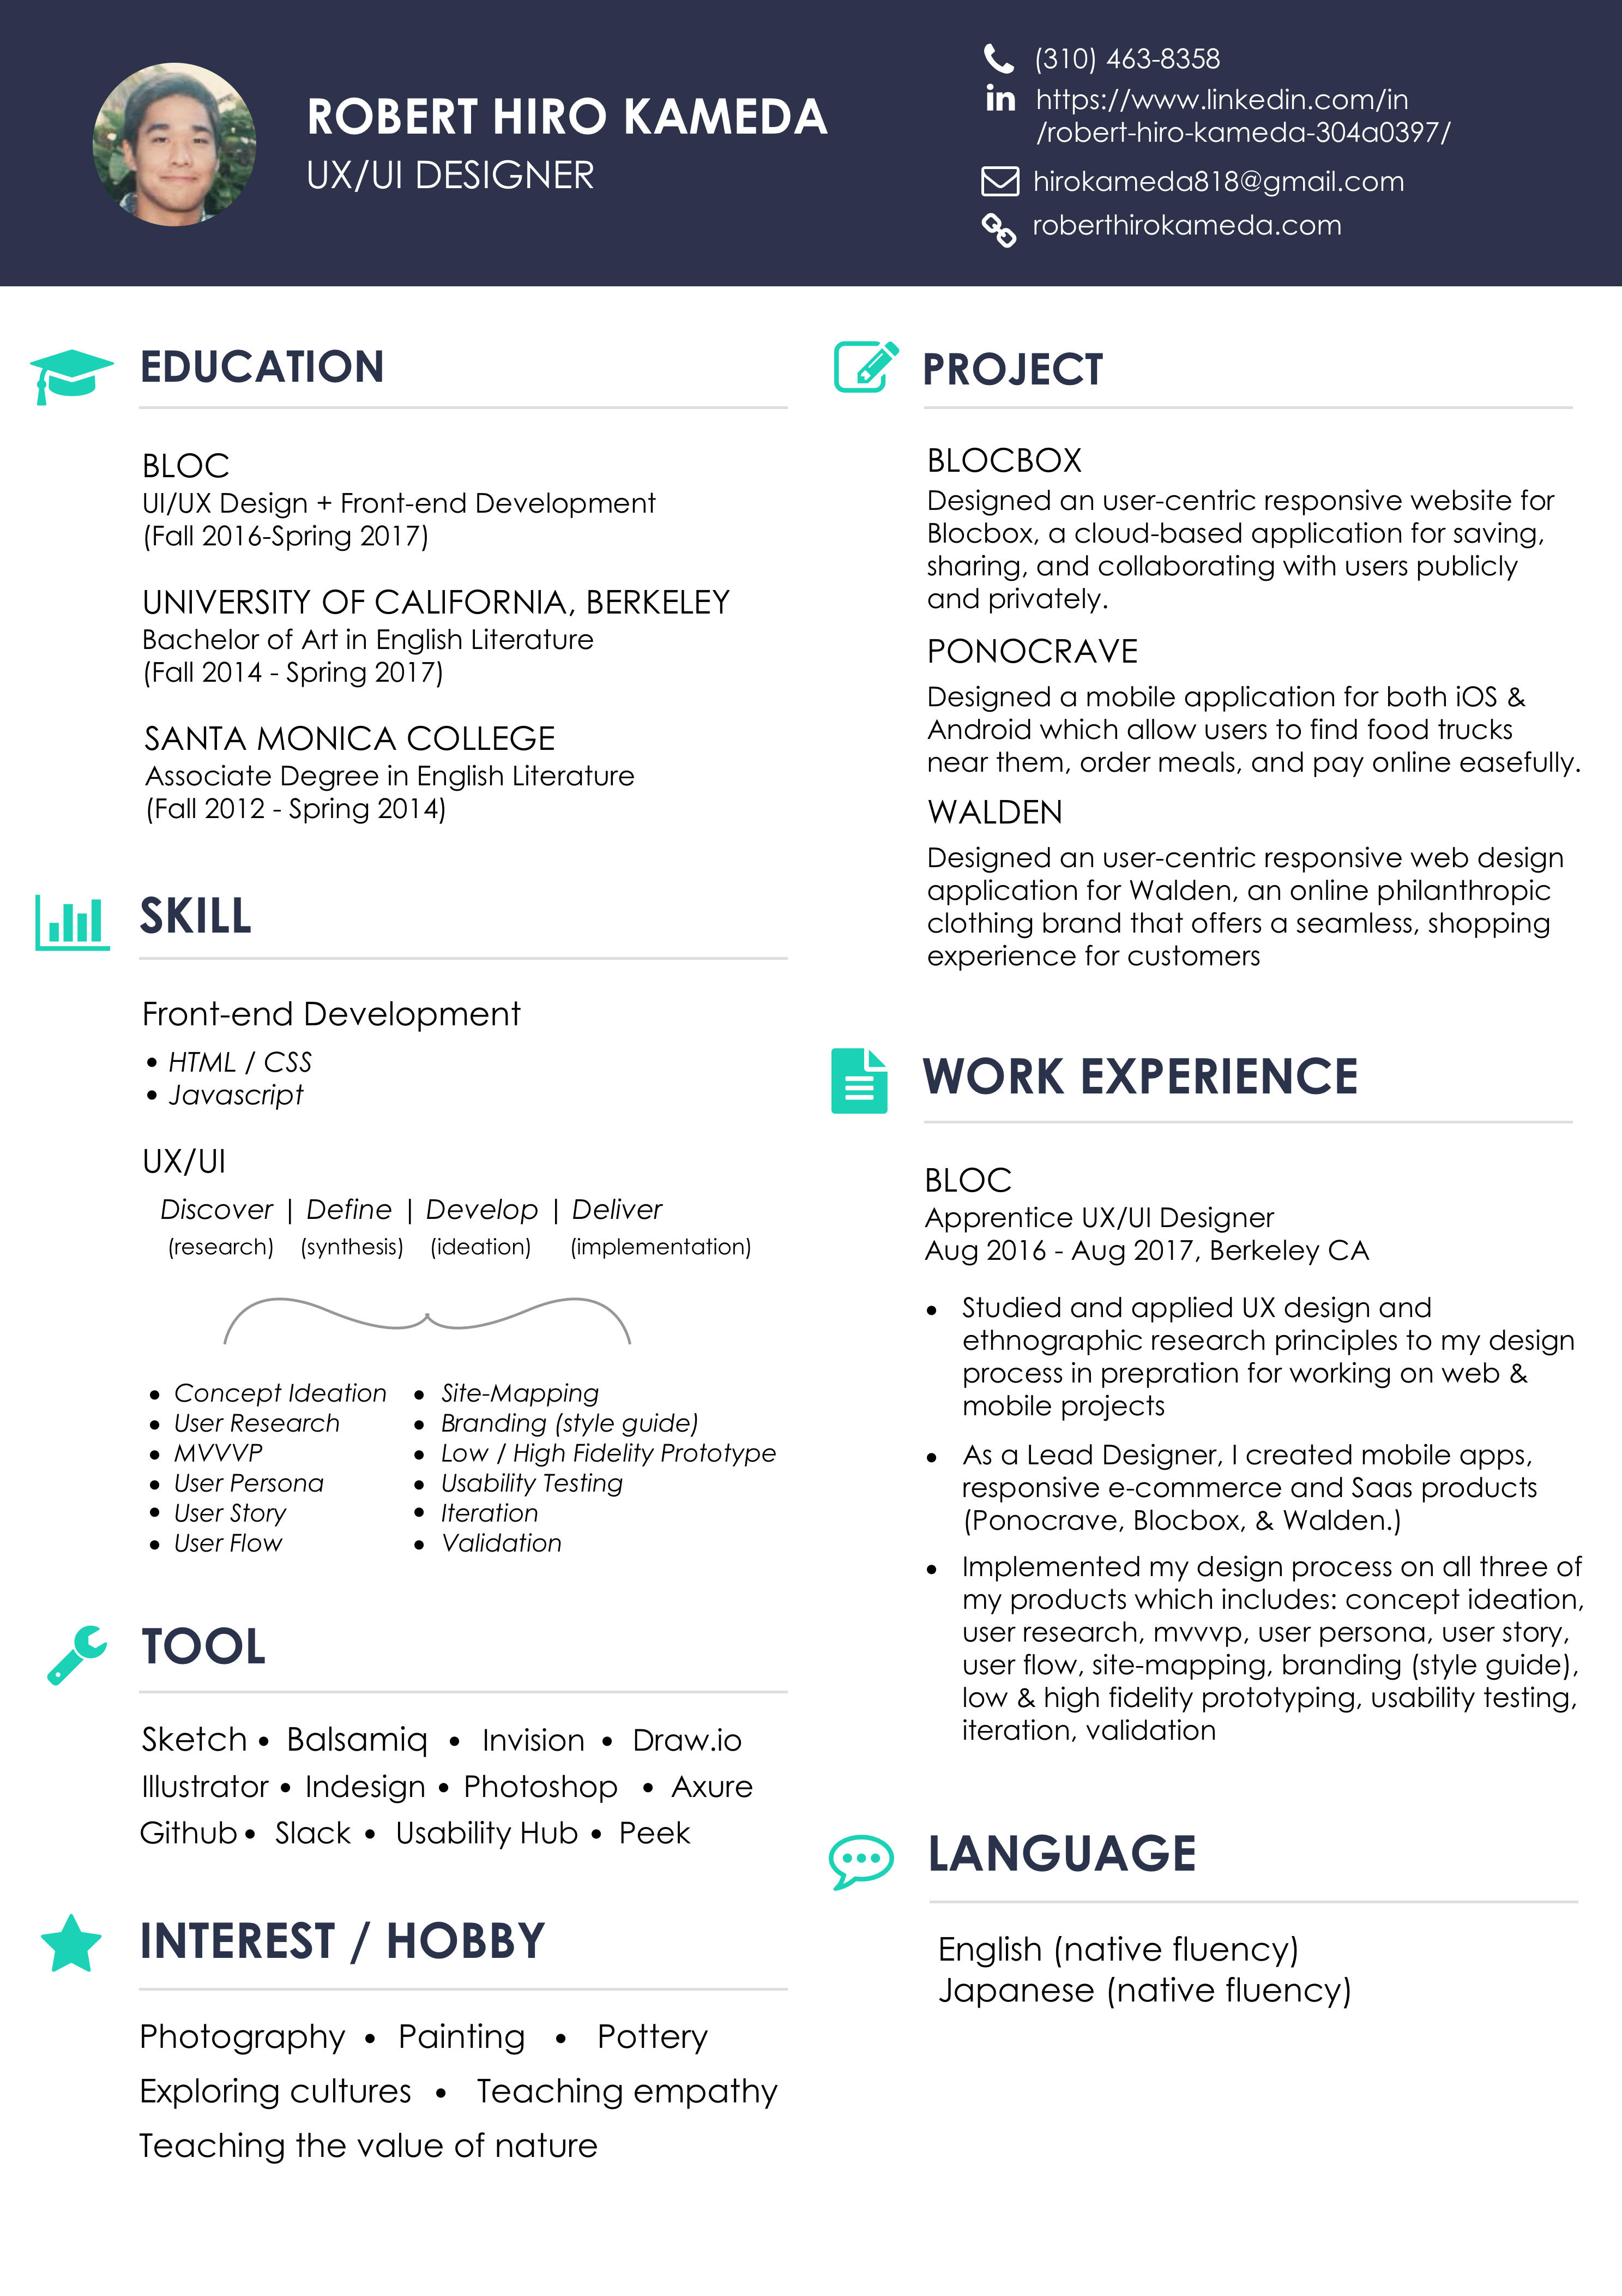 ROBERT HIRO KAMEDA
UX/UI DESIGNER
(310) 463-8358
https://www.linkedin.com/in
/robert-hiro-kameda-304a0397/
hirokameda818@gmail.com
roberthirokameda.com
EDUCATION
BLOC
UI/UX Design + Front-end Development
(Fall 2016-Spring 2017)
UNIVERSITY OF CALIFORNIA, BERKELEY
Bachelor of Art in English Literature
(Fall 2014 - Spring 2017)
SANTA MONICA COLLEGE
Associate Degree in English Literature
(Fall 2012 - Spring 2014)
SKILL
Front-end Development
• HTML / CSS
• Javascript
UX/UI
Discover | Define | Develop | Deliver
(research) (synthesis) (ideation) (implementation)
• Concept Ideation
• User Research
• MVVVP
• User Persona
• User Story
• User Flow
• Site-Mapping
• Branding (style guide)
• Low / High Fidelity Prototype
• Usability Testing
• Iteration
• Validation
TOOL
Sketch • Balsamiq • Invision • Draw.io
Illustrator • Indesign • Photoshop • Axure
Github • Slack • Usability Hub • Peek
INTEREST / HOBBY
Photography • Painting • Pottery
Exploring cultures • Teaching empathy
Teaching the value of nature
PROJECT
BLOCBOX
Designed an user-centric responsive website for
Blocbox, a cloud-based application for saving,
sharing, and collaborating with users publicly
and privately.
PONOCRAVE
Designed a mobile application for both iOS &
Android which allow users to find food trucks
near them, order meals, and pay online easefully.
WALDEN
Designed an user-centric responsive web design
application for Walden, an online philanthropic
clothing brand that offers a seamless, shopping
experience for customers
WORK EXPERIENCE
BLOC
Apprentice UX/UI Designer
Aug 2016 - Aug 2017, Berkeley CA
• Studied and applied UX design and
ethnographic research principles to my design
process in prepration for working on web &
mobile projects
• As a Lead Designer, I created mobile apps,
responsive e-commerce and Saas products
(Ponocrave, Blocbox, & Walden.)
• Implemented my design process on all three of
my products which includes: concept ideation,
user research, mvvvp, user persona, user story,
user flow, site-mapping, branding (style guide),
low & high fidelity prototyping, usability testing,
iteration, validation
LANGUAGE
English (native fluency)
Japanese (native fluency)